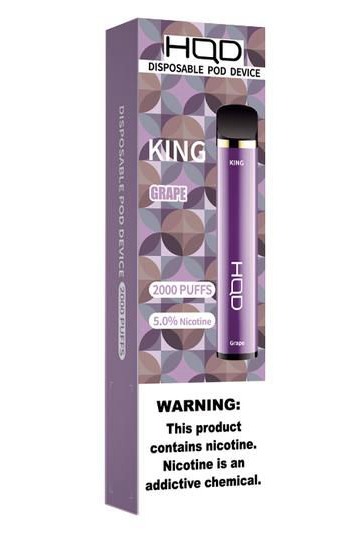 HQD
DISPOSABLE POD DEVICE
KING
GRAPE
2000 PUFFS
5.0% Nicotine
KING
HQD
Grape
DISPOSABLE POD DEVICE 2000 PUFFS
WARNING:
This product
contains nicotine.
Nicotine is an
addictive chemical.